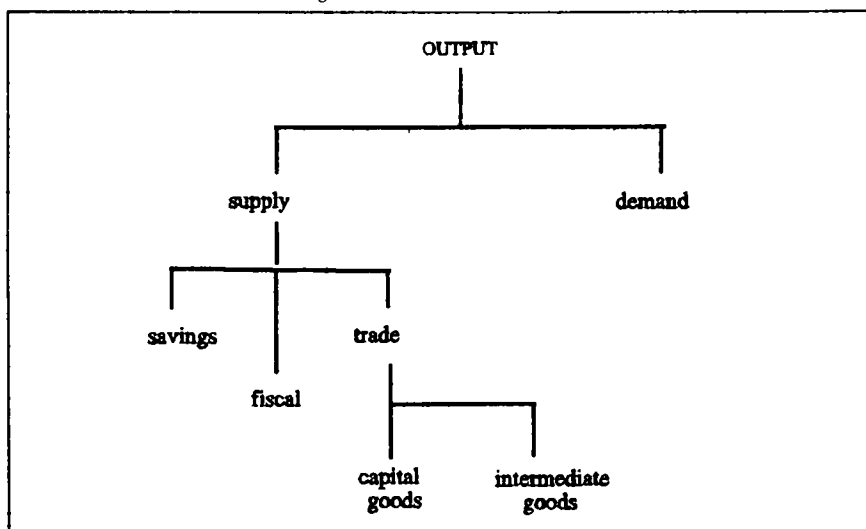 OUTPUT
supply demand
savings trade
fiscal
capital intermediate
goods goods